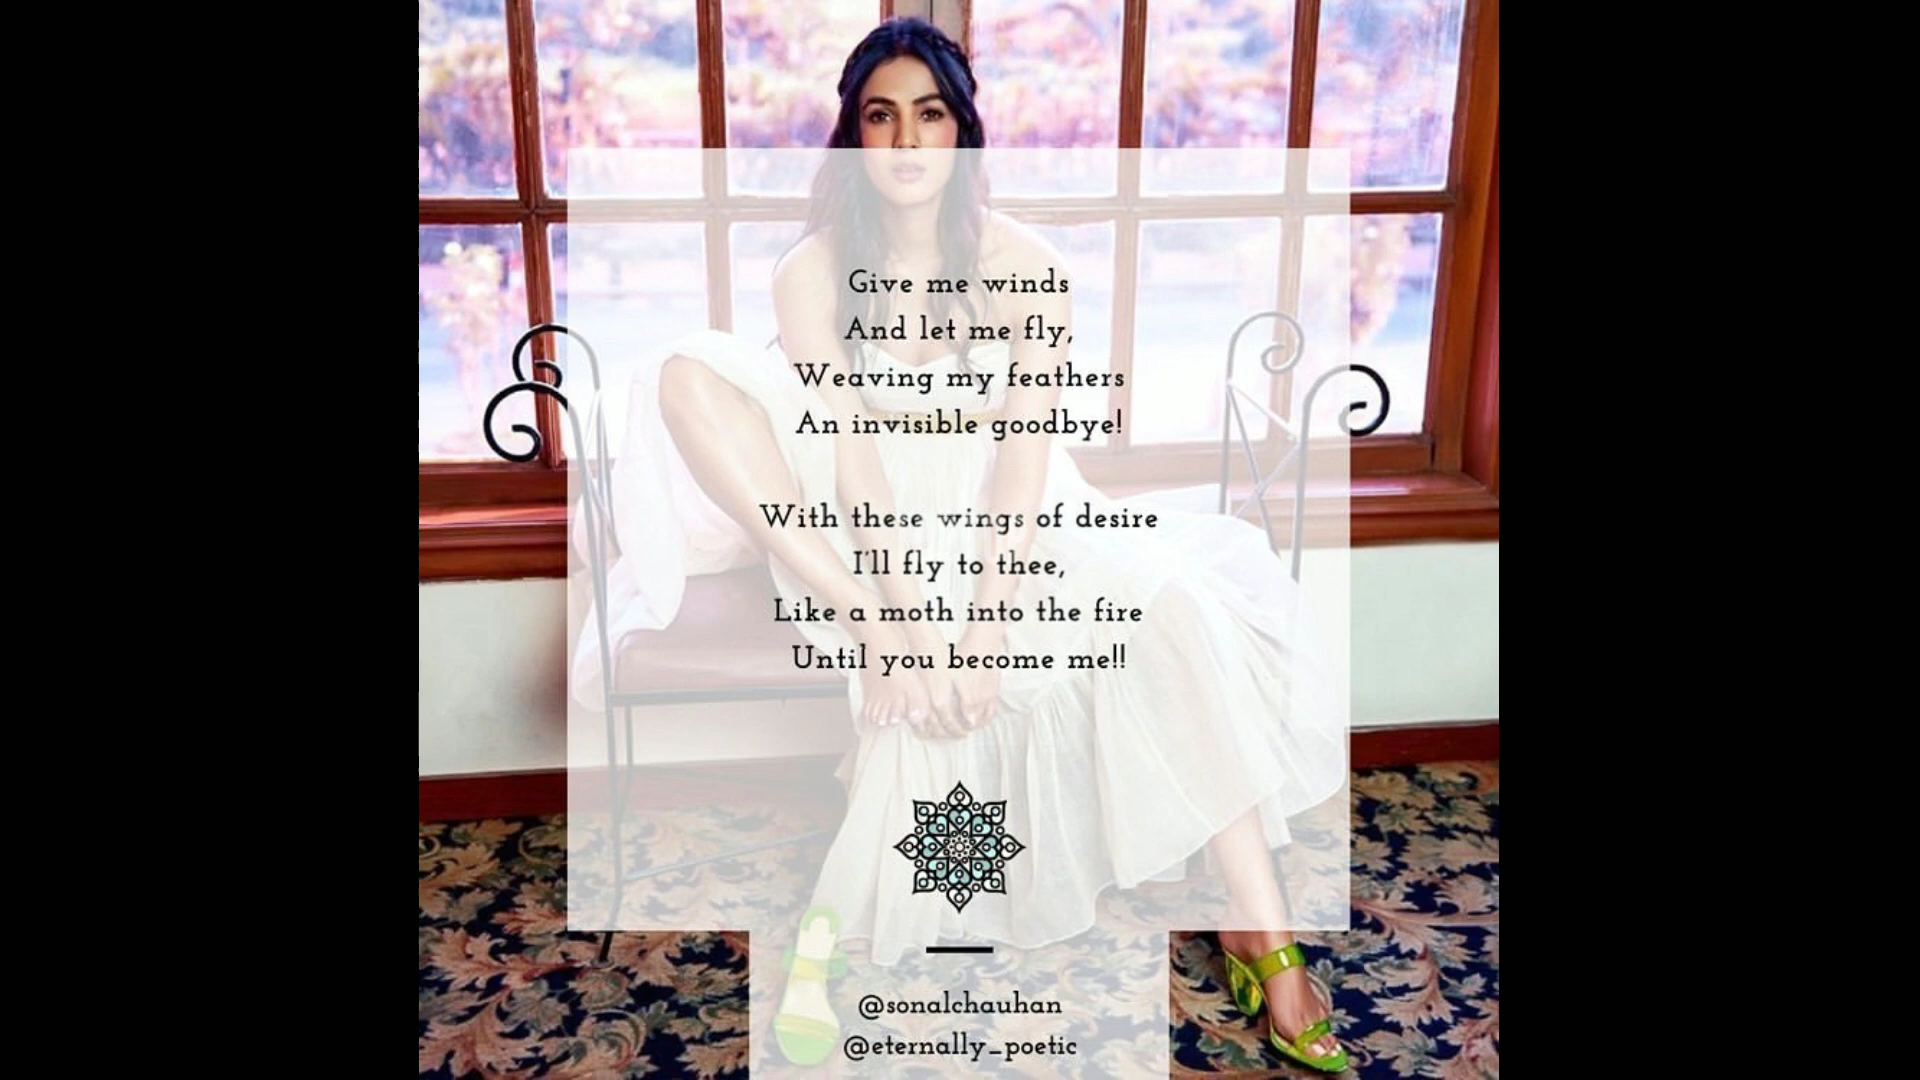 Give me winds
And let me fly,
Weaving my feathers
An invisible goodbye!
With these wings of desire
I'll fly to thee,
Like a moth into the fire
Until you become me!!
@sonalchauhan
@eternally_poetic